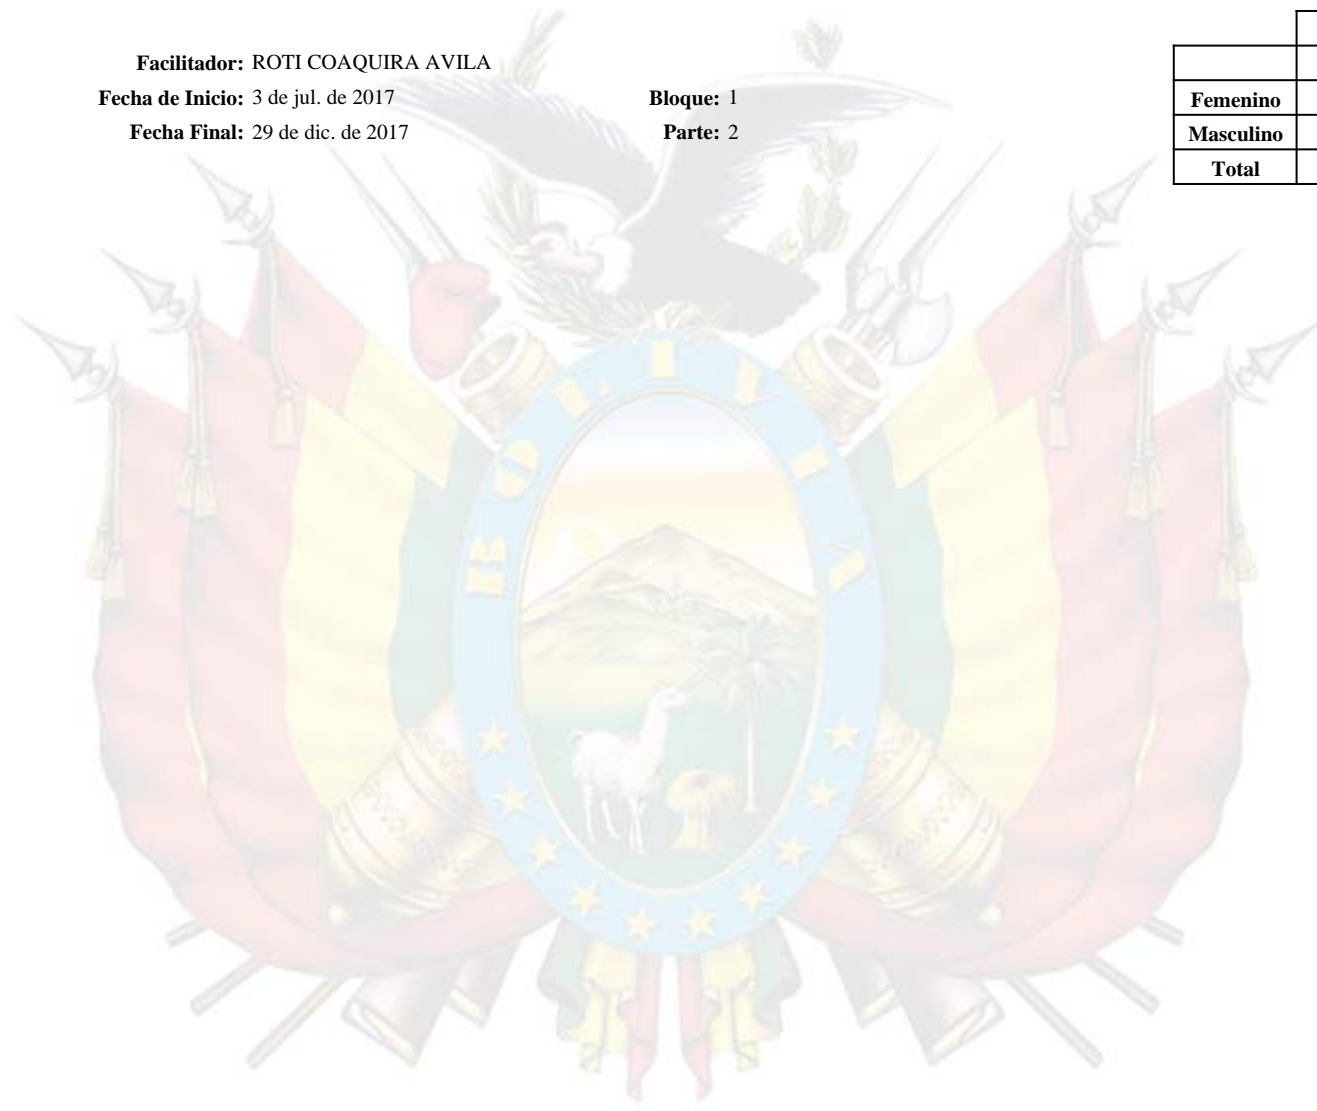 Facilitador: ROTI COAQUIRA AVILA
Fecha de Inicio: 3 de jul. de 2017 Bloque: 1
Fecha Final: 29 de dic. de 2017 Parte: 2
Femenino
Masculino
Total
BOLIVIA